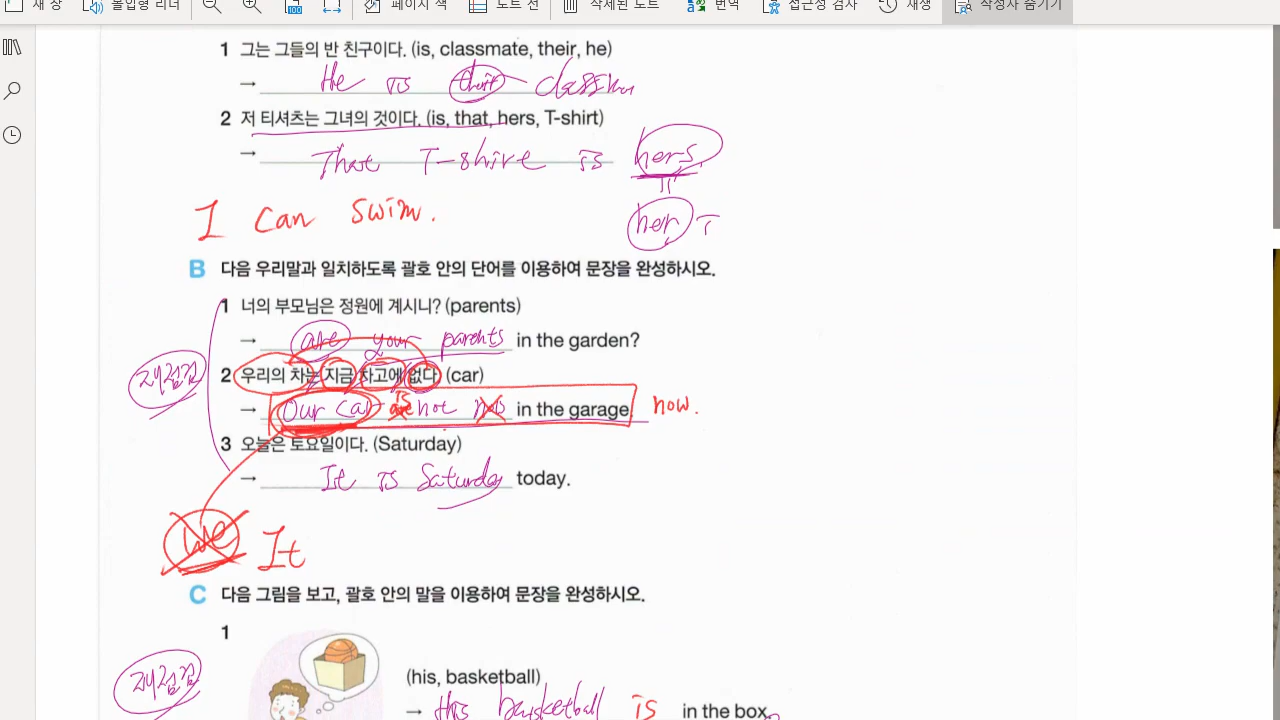 새 창 몰입형 리더 100 페이지 색 노트 선 삭제된 노트 번역 접근성 검사 재생 작성자 숨기기
1 그는 그들의 반 친구이다. (is, classmate, their, he)
→ He is their
2 저 티셔츠는 그녀의 것이다. (is, that, hers, T-shirt)
→ That T-shirt is hers
her T
I can swim.
B 다음 우리말과 일치하도록 괄호 안의 단어를 이용하여 문장을 완성하시오.
1 너의 부모님은 정원에 계시니? (parents)
→ are your parents in the garden?
재점검
2 우리의 차는 지금 차고에 없다. (car)
→ Our car is not in the garage now.
3 오늘은 토요일이다. (Saturday)
→ It is Saturday today.
we It
C 다음 그림을 보고, 괄호 안의 말을 이용하여 문장을 완성하시오.
1
재점검
(his, basketball)
→ his basketball is in the box